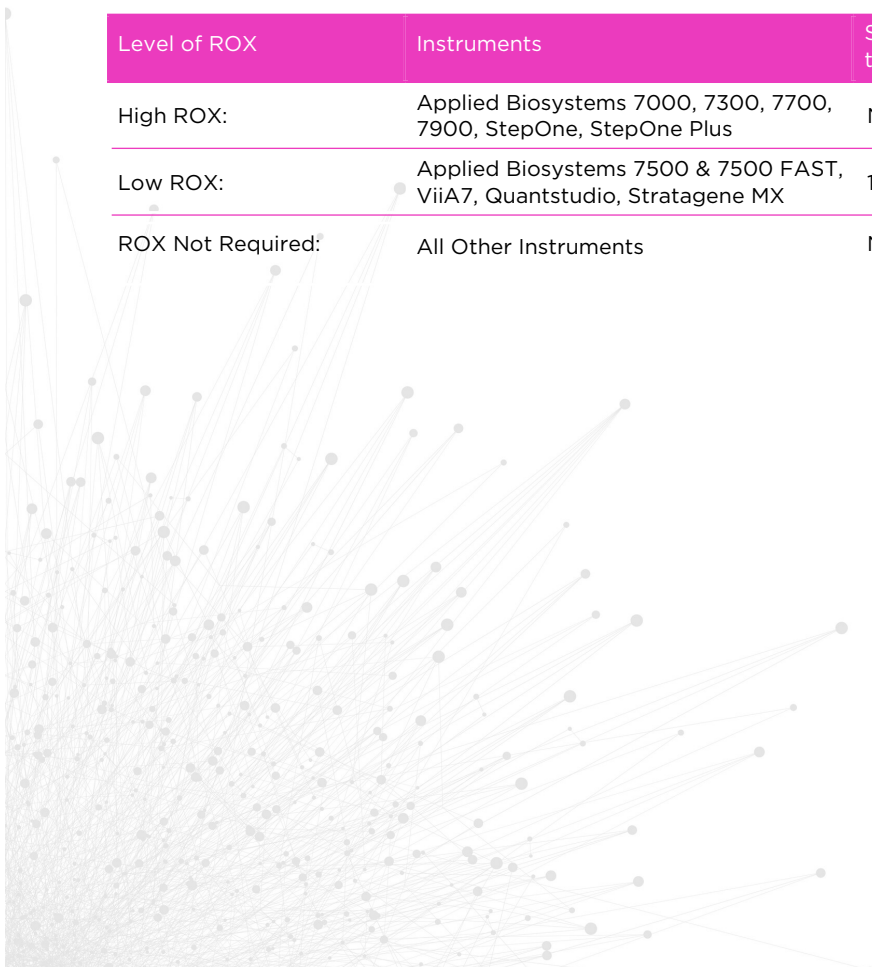 Level of ROX
Instruments
High ROX:
Applied Biosystems 7000, 7300, 7700,
7900, StepOne, StepOne Plus
Low ROX:
Applied Biosystems 7500 & 7500 FAST,
ViiA7, Quantstudio, Stratagene MX
1
ROX Not Required:
All Other Instruments